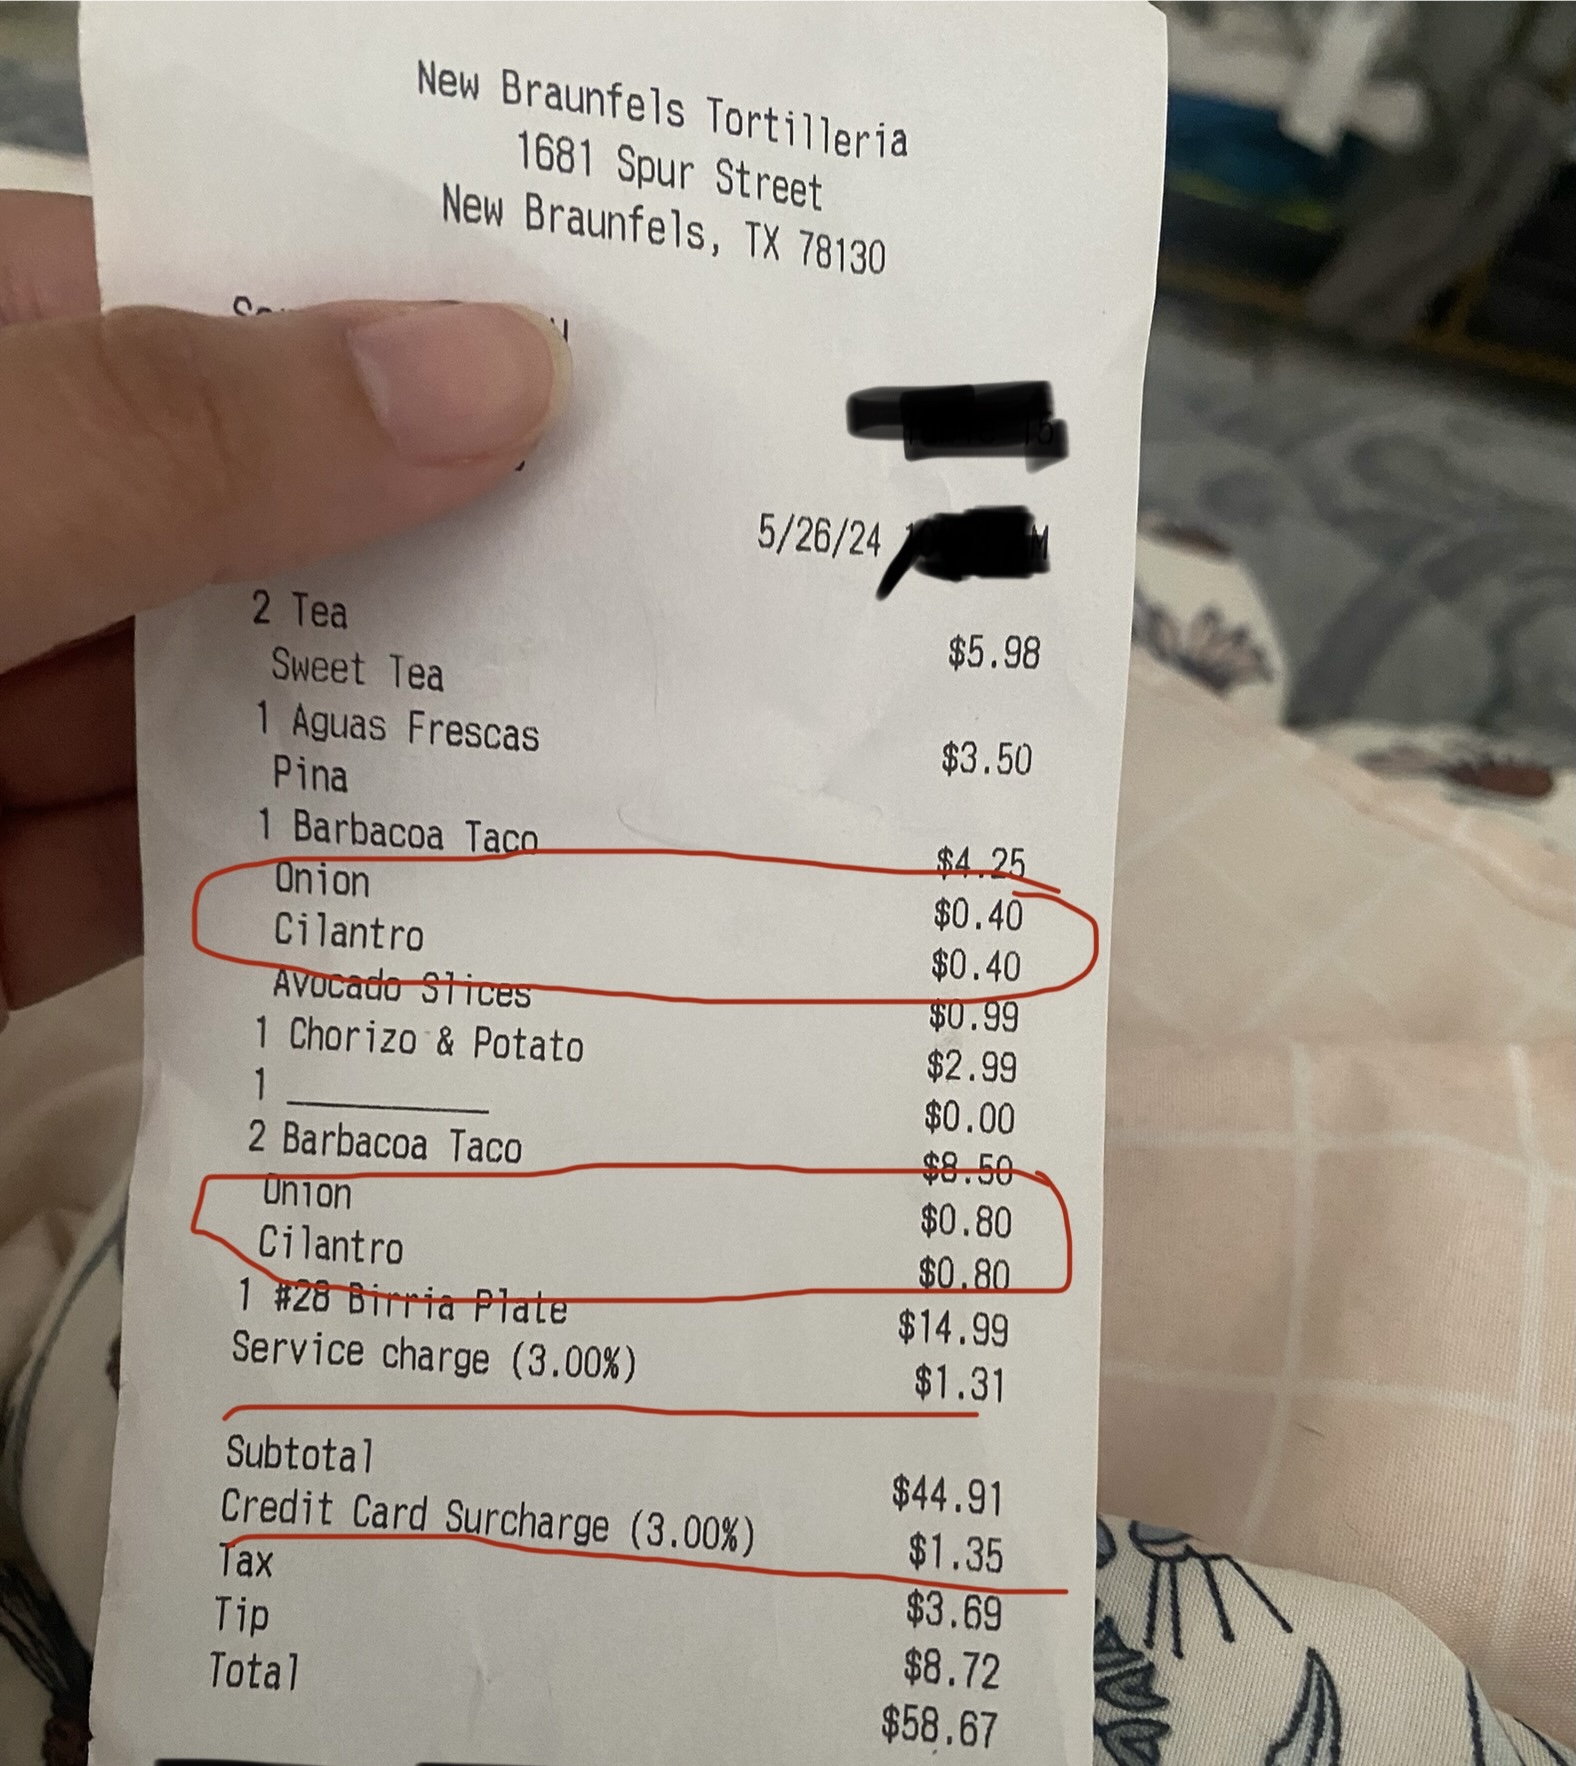 New Braunfels Tortilleria
1681 Spur Street
New Braunfels, TX 78130
5/26/24
2 Tea $5.98
Sweet Tea
1 Aguas Frescas $3.50
Pina
1 Barbacoa Taco $4.25
Onion $0.40
Cilantro $0.40
Avocado Slices $0.99
1 Chorizo & Potato $2.99
1 __________ $0.00
2 Barbacoa Taco $8.50
Onion $0.80
Cilantro $0.80
1 #28 Birria Plate $14.99
Service charge (3.00%) $1.31
Subtotal $44.91
Credit Card Surcharge (3.00%) $1.35
Tax $3.69
Tip $8.72
Total $58.67